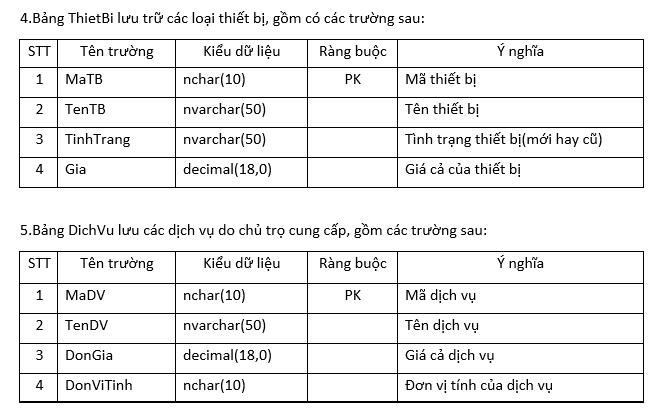 4.Bảng ThietBi lưu trữ các loại thiết bị, gồm có các trường sau:
STT Tên trường Kiểu dữ liệu Ràng buộc Ý nghĩa
1 MaTB nchar(10) PK Mã thiết bị
2 TenTB nvarchar(50) Tên thiết bị
3 TinhTrang nvarchar(50) Tình trạng thiết bị(mới hay cũ)
4 Gia decimal(18,0) Giá cả của thiết bị
5.Bảng DichVu lưu các dịch vụ do chủ trọ cung cấp, gồm các trường sau:
STT Tên trường Kiểu dữ liệu Ràng buộc Ý nghĩa
1 MaDV nchar(10) PK Mã dịch vụ
2 TenDV nvarchar(50) Tên dịch vụ
3 DonGia decimal(18,0) Giá cả dịch vụ
4 DonViTinh nchar(10) Đơn vị tính của dịch vụ